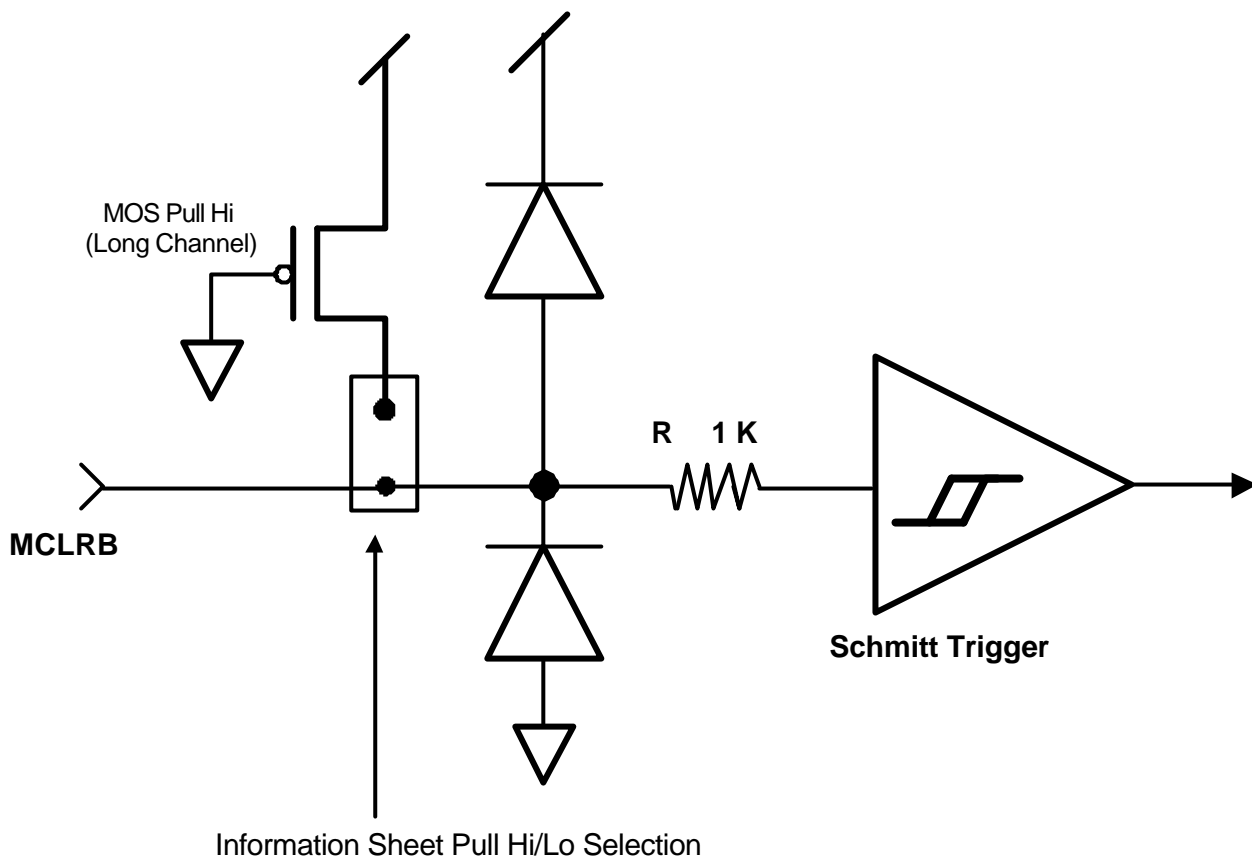 MOS Pull Hi
(Long Channel)
R 1 K
MCLRB
Schmitt Trigger
Information Sheet Pull Hi/Lo Selection